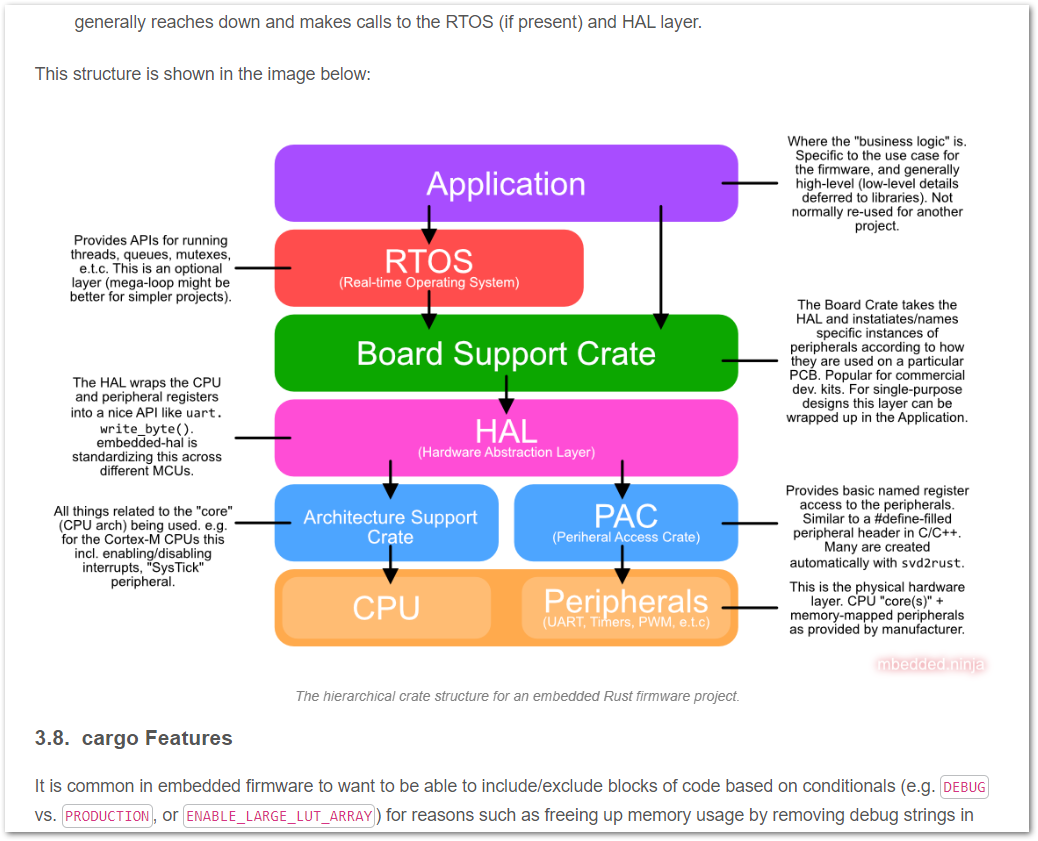 generally reaches down and makes calls to the RTOS (if present) and HAL layer.
This structure is shown in the image below:
Where the "business logic" is.
Specific to the use case for
the firmware, and generally
high-level (low-level details
deferred to libraries). Not
normally re-used for another
project.
Application
Provides APIs for running
threads, queues, mutexes,
e.t.c. This is an optional
layer (mega-loop might be
better for simpler projects).
RTOS
(Real-time Operating System)
The Board Crate takes the
HAL and instatiates/names
specific instances of
peripherals according to how
they are used on a particular
PCB. Popular for commercial
dev. kits. For single-purpose
designs this layer can be
wrapped up in the Application.
Board Support Crate
The HAL wraps the CPU
and peripheral registers
into a nice API like uart.
write_byte().
embedded-hal is
standardizing this across
different MCUs.
HAL
(Hardware Abstraction Layer)
All things related to the "core"
(CPU arch) being used. e.g.
for the Cortex-M CPUs this
incl. enabling/disabling
interrupts, "SysTick"
peripheral.
Architecture Support
Crate
PAC
(Periheral Access Crate)
Provides basic named register
access to the peripherals.
Similar to a #define-filled
peripheral header in C/C++.
Many are created
automatically with svd2rust.
CPU
Peripherals
(UART, Timers, PWM, e.t.c)
This is the physical hardware
layer. CPU "core(s)" +
memory-mapped peripherals
as provided by manufacturer.
mbedded.ninja
The hierarchical crate structure for an embedded Rust firmware project.
3.8. cargo Features
It is common in embedded firmware to want to be able to include/exclude blocks of code based on conditionals (e.g. DEBUG
vs. PRODUCTION, or ENABLE_LARGE_LUT_ARRAY) for reasons such as freeing up memory usage by removing debug strings in